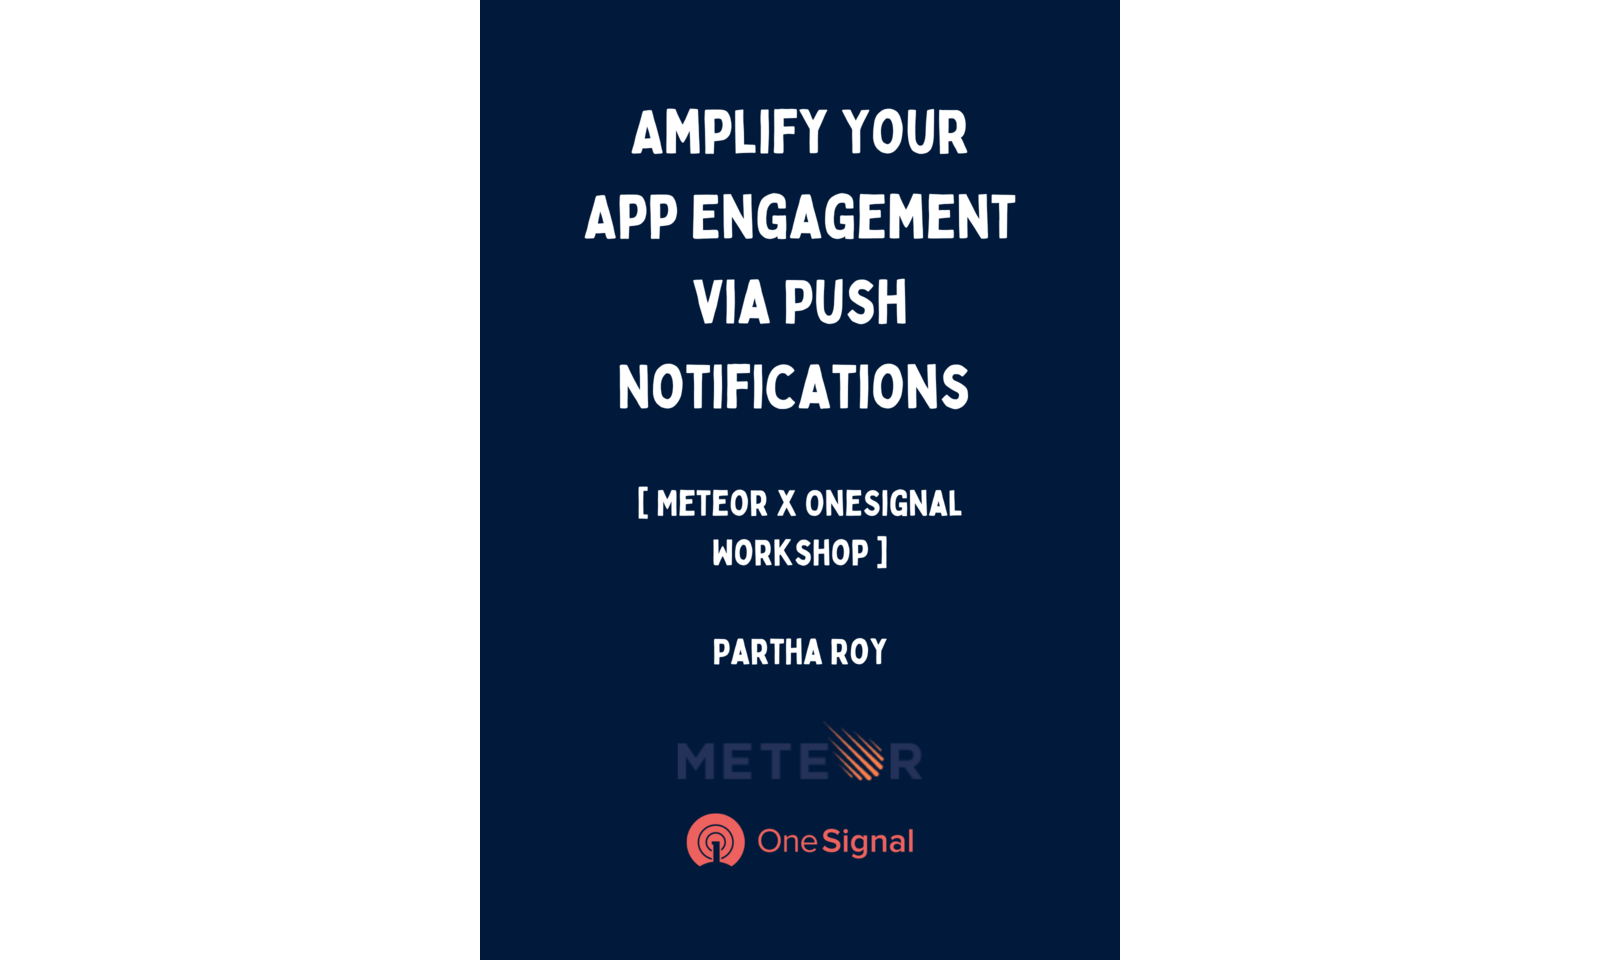 AMPLIFY YOUR
APP ENGAGEMENT
VIA PUSH
NOTIFICATIONS
[ METEOR X ONESIGNAL
WORKSHOP ]
PARTHA ROY
METEOR
OneSignal